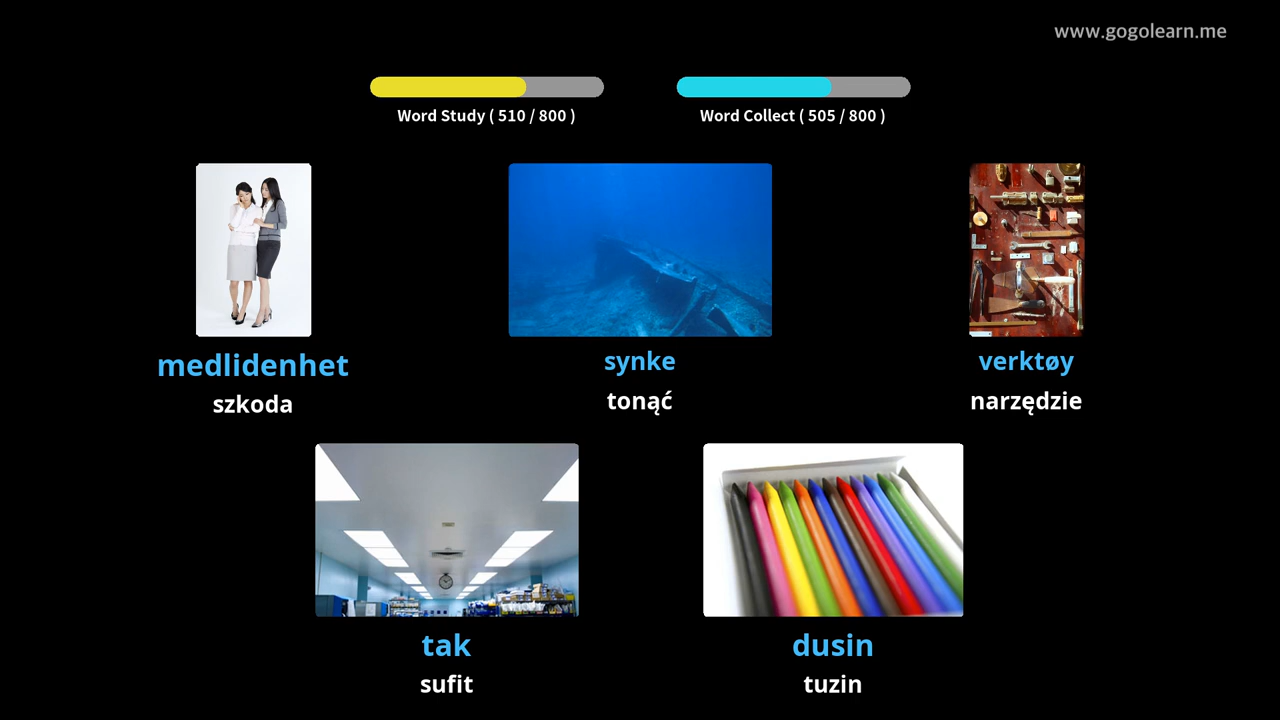 www.gogolearn.me
Word Study ( 510 / 800 )
Word Collect ( 505 / 800 )
medlidenhet
szkoda
synke
tonąć
verktøy
narzędzie
tak
sufit
dusin
tuzin